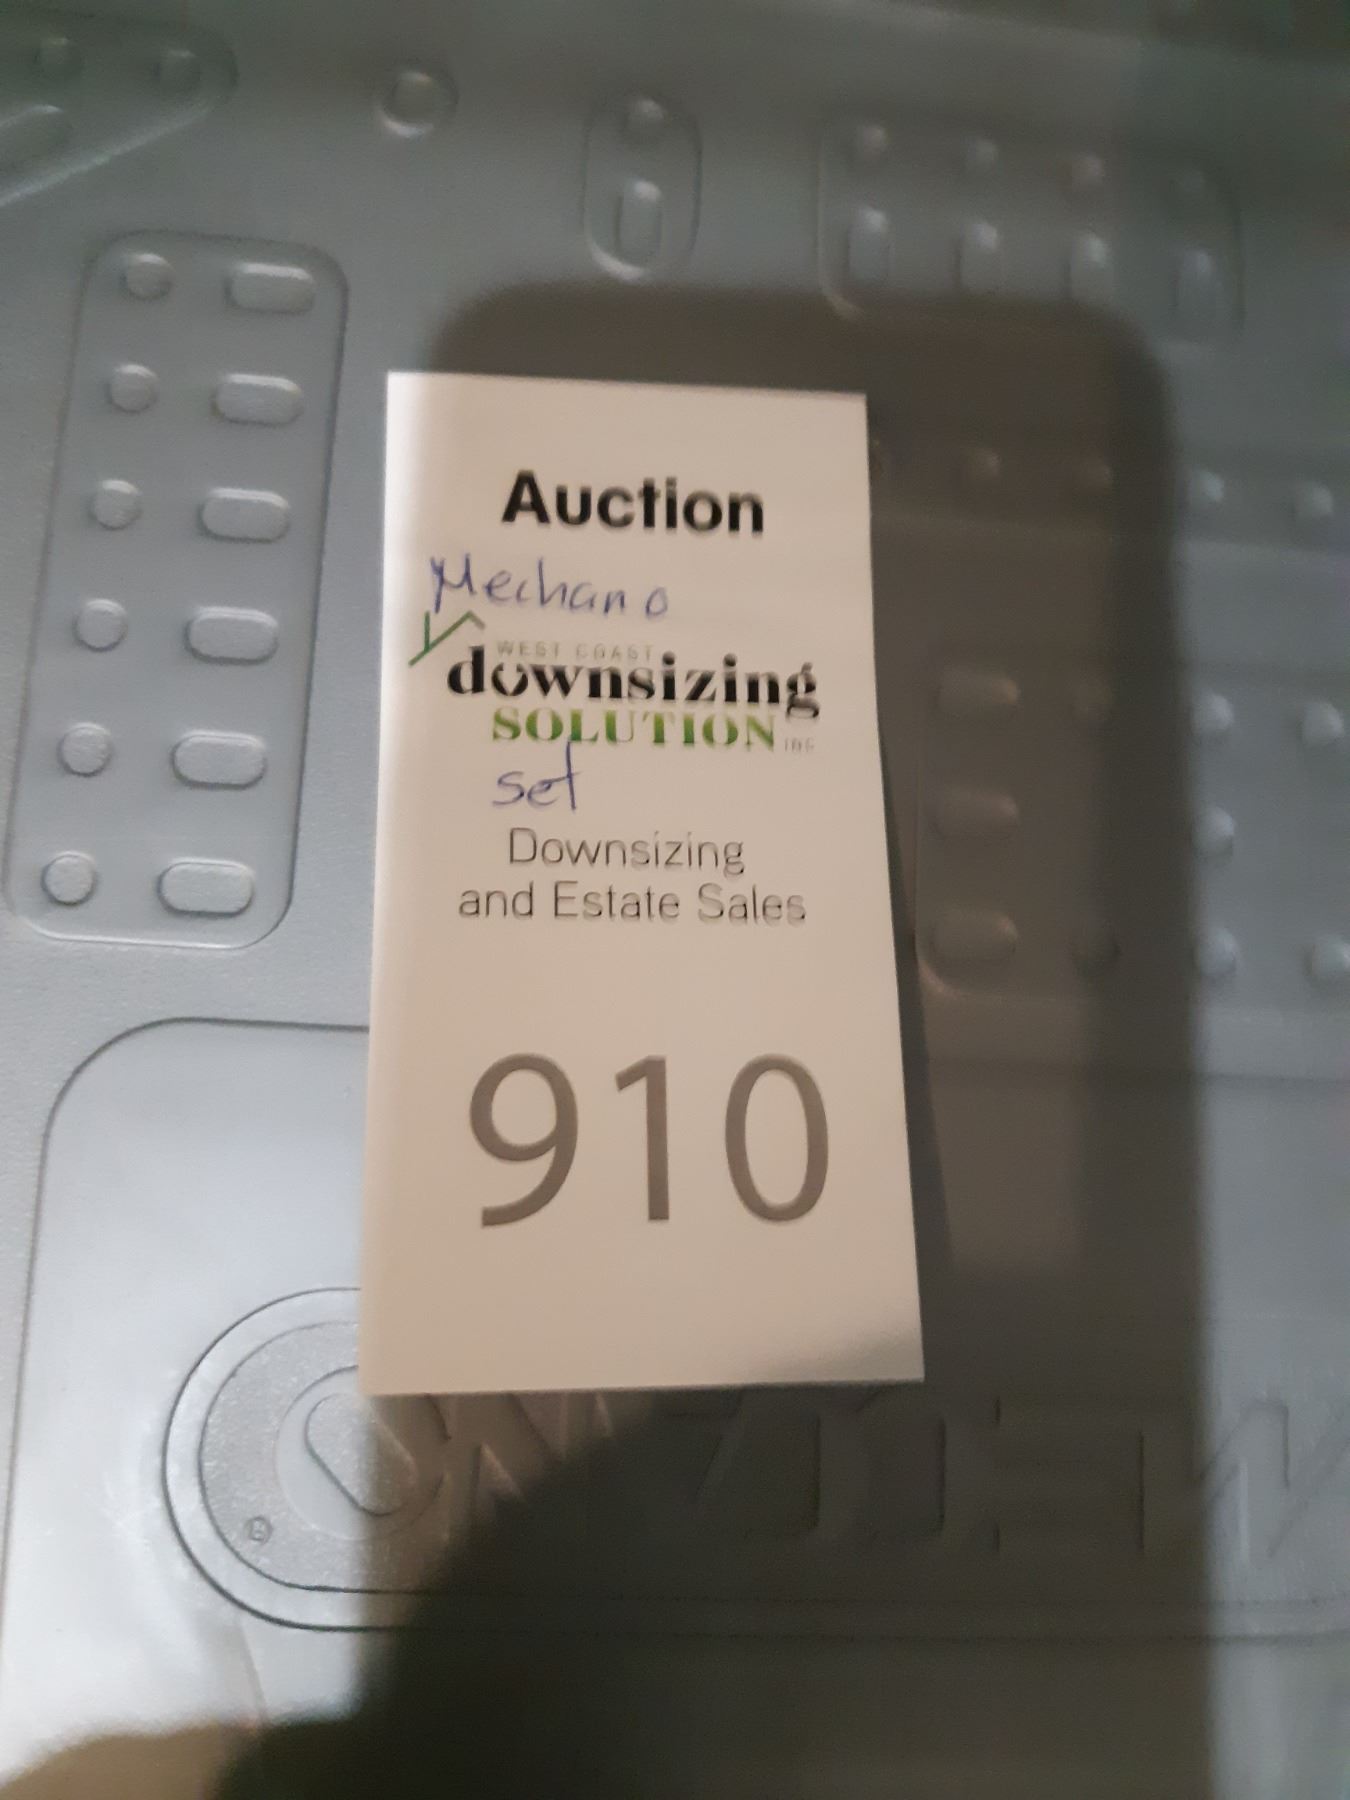 Auction
Mechano
WEST COAST
downsizing
SOLUTION INC
set
Downsizing
and Estate Sales
910